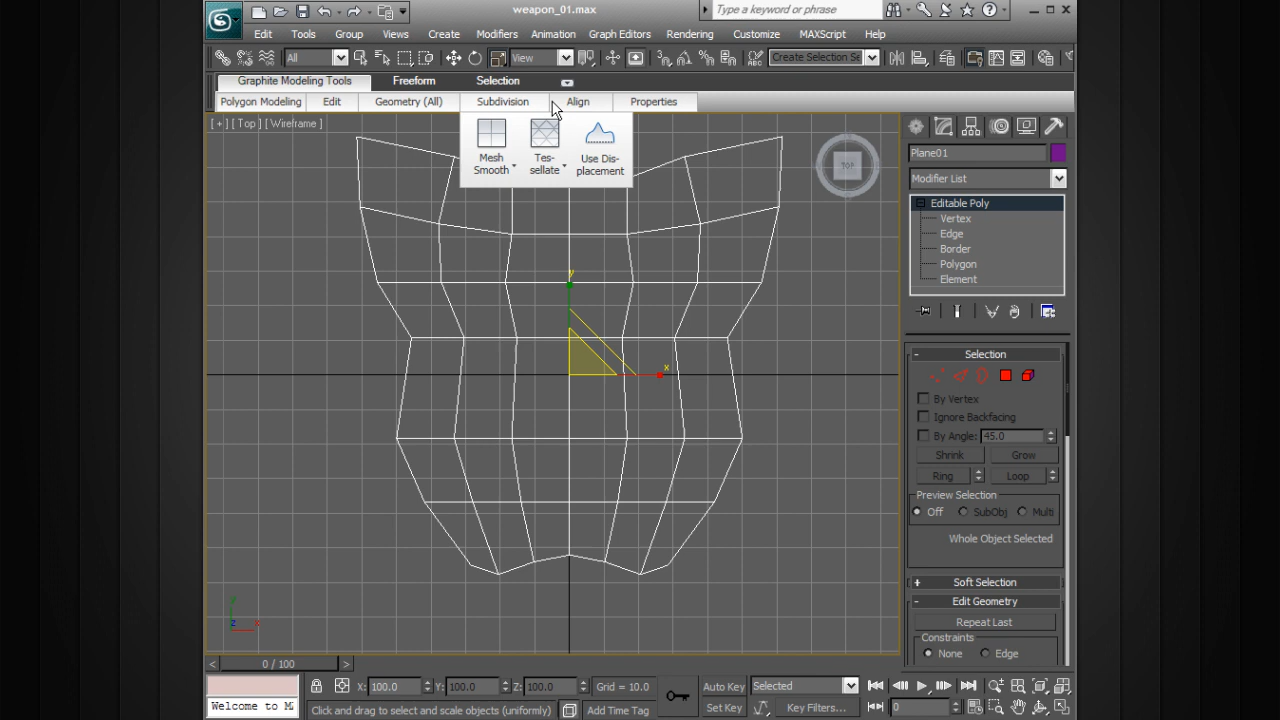 weapon_01.max
Type a keyword or phrase
Edit Tools Group Views Create Modifiers Animation Graph Editors Rendering Customize MAXScript Help
All View Create Selection Se
Graphite Modeling Tools Freeform Selection
Polygon Modeling Edit Geometry (All) Subdivision Align Properties
[ + ] [ Top ] [ Wireframe ]
Mesh Smooth
Tes-sellate
Use Dis-placement
TOP
Plane01
Modifier List
Editable Poly
Vertex
Edge
Border
Polygon
Element
y
x
- Selection
By Vertex
Ignore Backfacing
By Angle: 45.0
Shrink Grow
Ring Loop
Preview Selection
Off SubObj Multi
Whole Object Selected
+ Soft Selection
- Edit Geometry
Repeat Last
Constraints
None Edge
y
z x
< 0 / 100 >
X: 100.0 Y: 100.0 Z: 100.0 Grid = 10.0 Auto Key Selected
Welcome to M
Click and drag to select and scale objects (uniformly) Add Time Tag Set Key Key Filters... 0